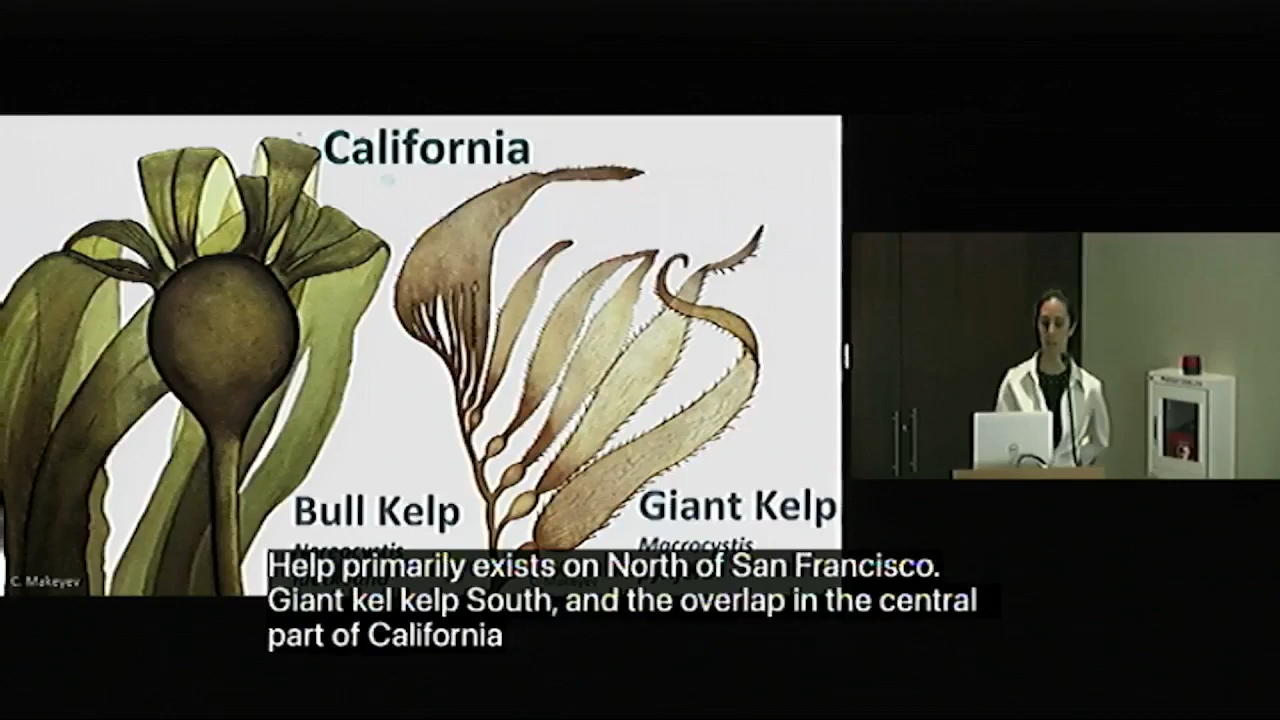 California
Bull Kelp
Giant Kelp
Nereocystis
Macrocystis
C. Makeyev
Help primarily exists on North of San Francisco.
Giant kel kelp South, and the overlap in the central
part of California